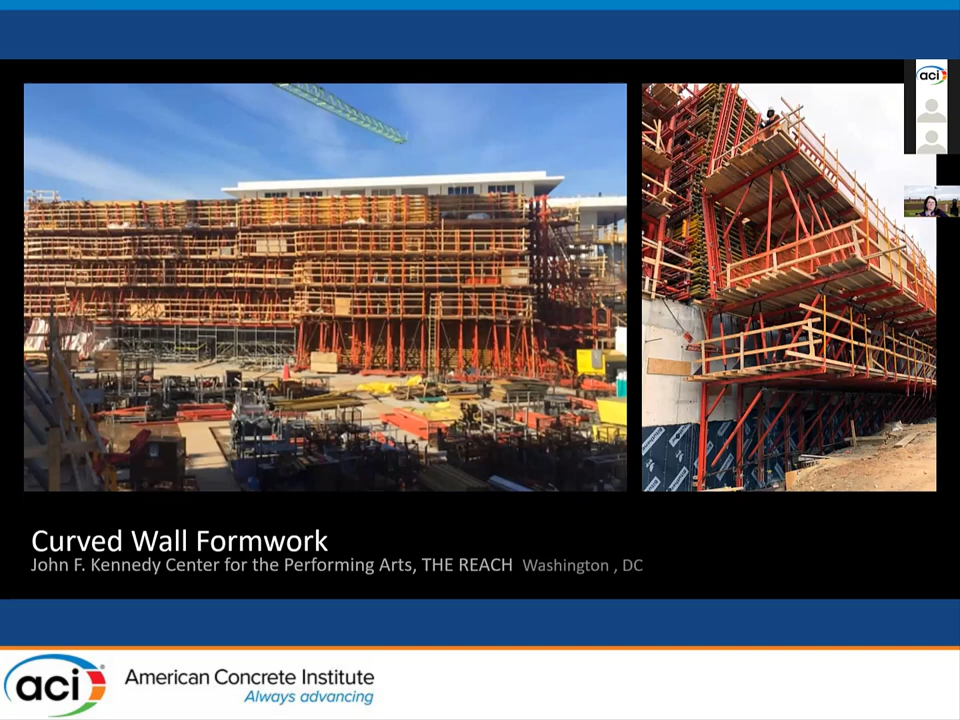 aci
Curved Wall Formwork
John F. Kennedy Center for the Performing Arts, THE REACH Washington , DC
aci
American Concrete Institute
Always advancing